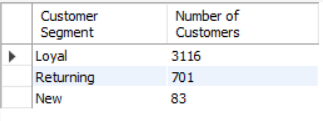 Customer Segment Number of Customers
Loyal 3116
Returning 701
New 83